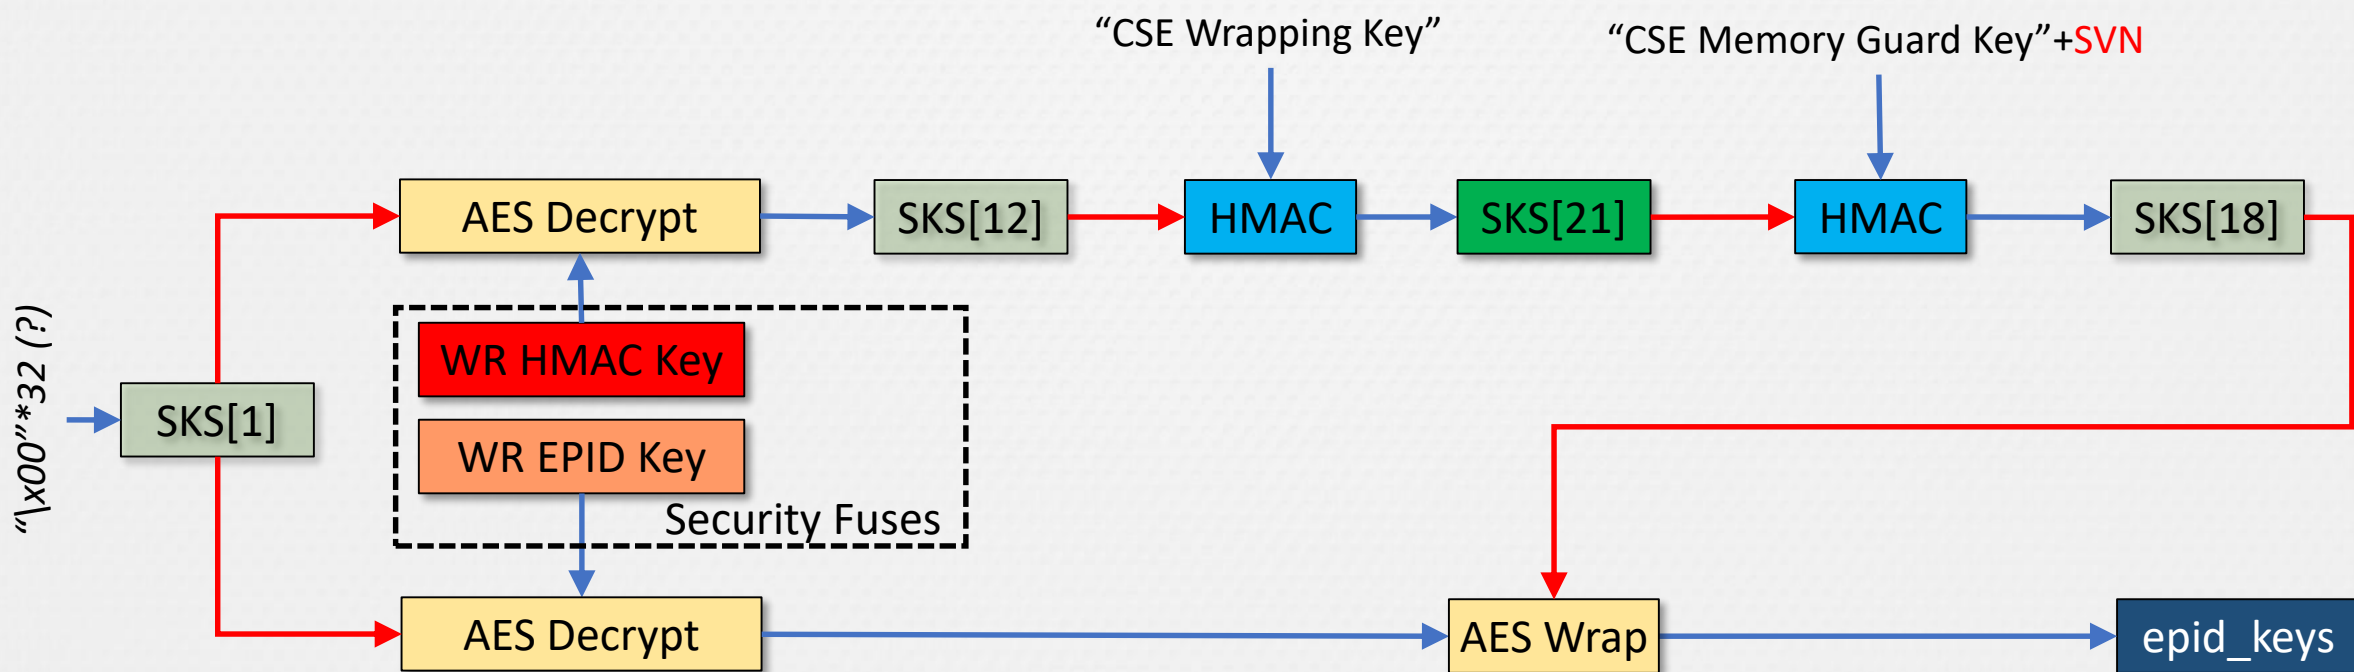 “CSE Wrapping Key”
“CSE Memory Guard Key”+SVN
AES Decrypt
SKS[12]
HMAC
SKS[21]
HMAC
SKS[18]
“\x00”*32 (?)
SKS[1]
WR HMAC Key
WR EPID Key
Security Fuses
AES Decrypt
AES Wrap
epid_keys